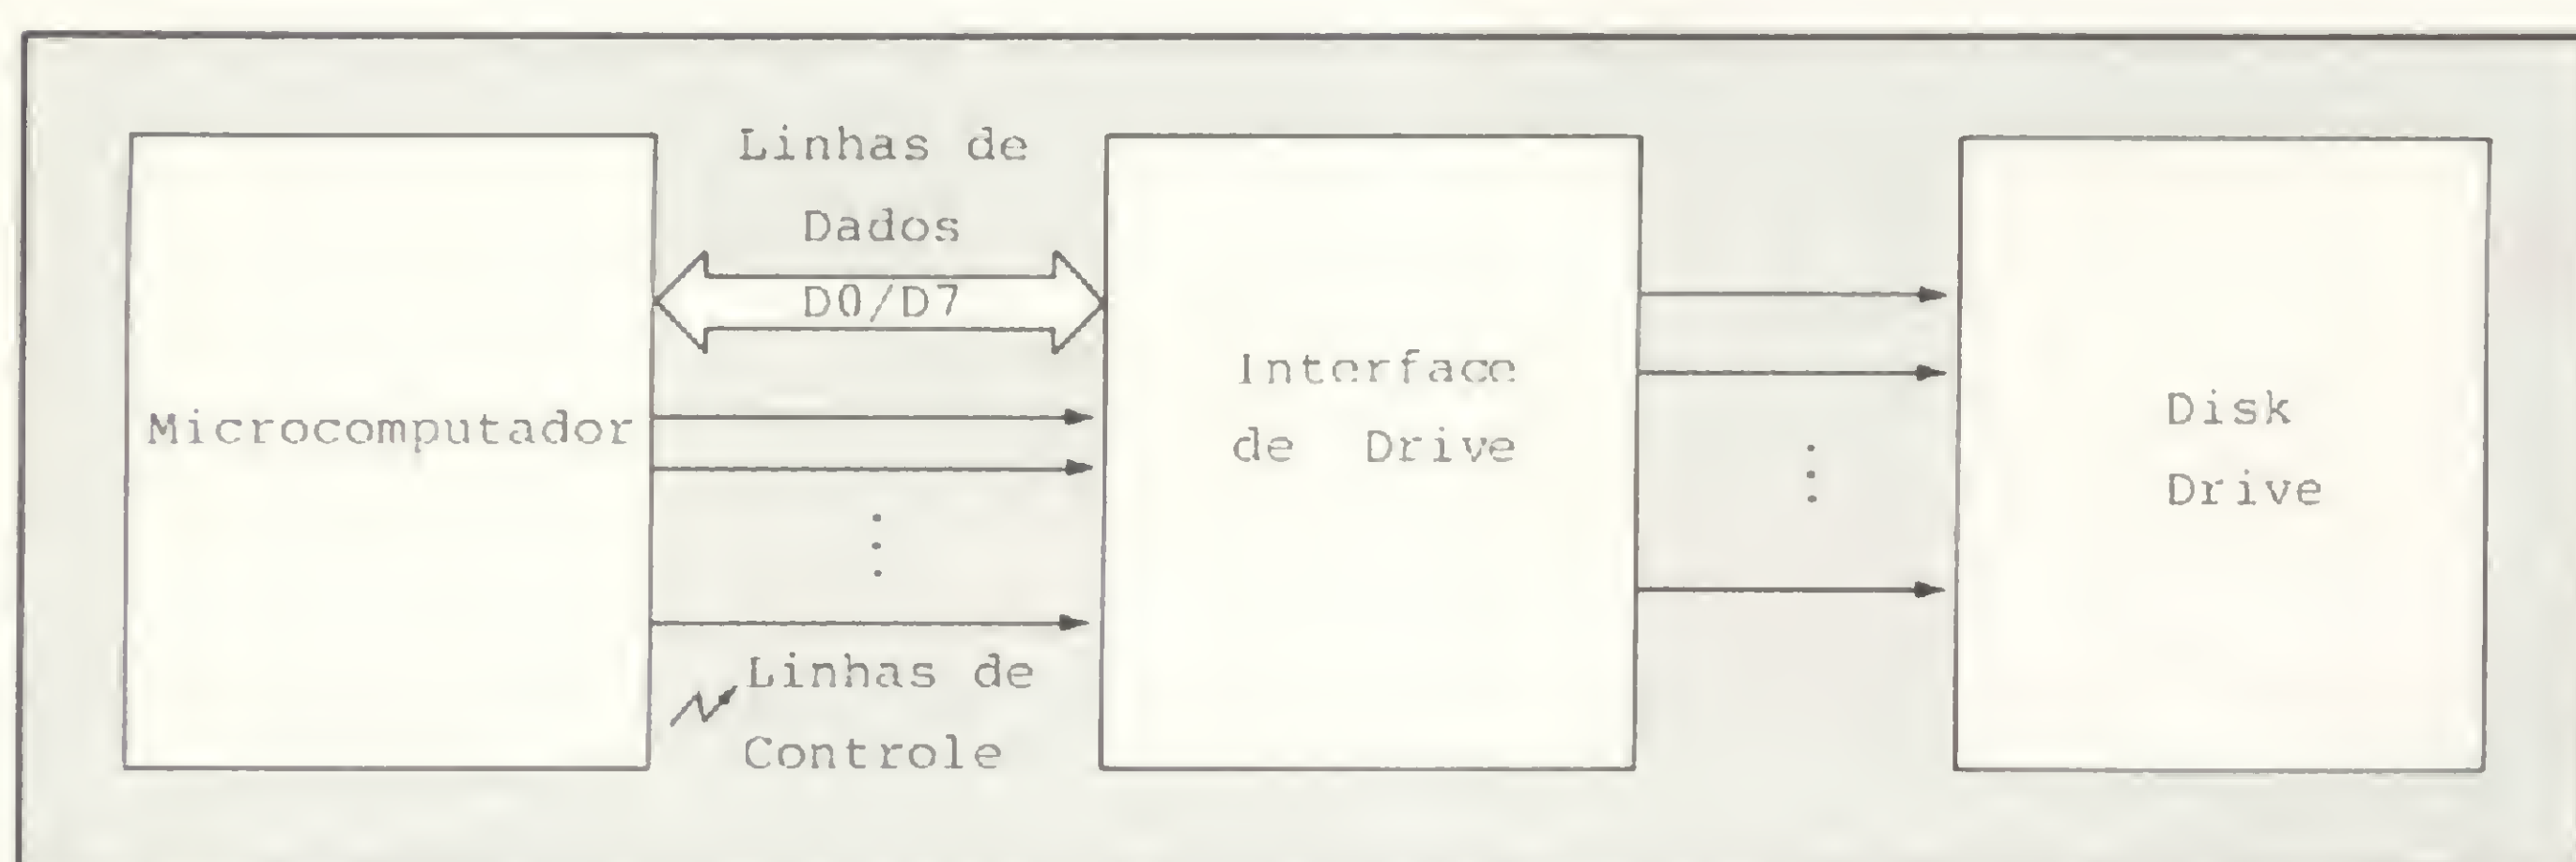 Microcomputador
Linhas de
Dados
D0/D7
Linhas de
Controle
Interface
de Drive
Disk
Drive